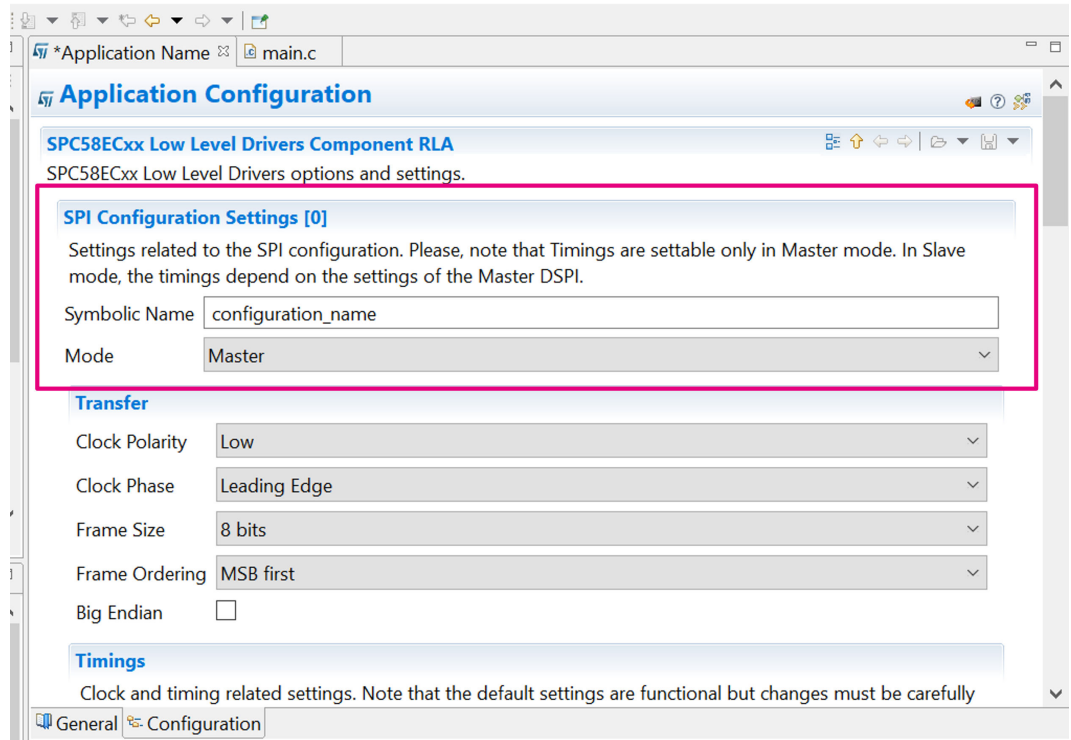 *Application Name
main.c
Application Configuration
SPC58ECxx Low Level Drivers Component RLA
SPC58ECxx Low Level Drivers options and settings.
SPI Configuration Settings [0]
Settings related to the SPI configuration. Please, note that Timings are settable only in Master mode. In Slave
mode, the timings depend on the settings of the Master DSPI.
Symbolic Name configuration_name
Mode Master
Transfer
Clock Polarity Low
Clock Phase Leading Edge
Frame Size 8 bits
Frame Ordering MSB first
Big Endian
Timings
Clock and timing related settings. Note that the default settings are functional but changes must be carefully
General Configuration